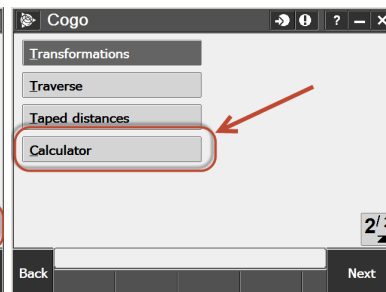 Cogo
? – ×
Transformations
Traverse
Taped distances
Calculator
2/
Back
Next